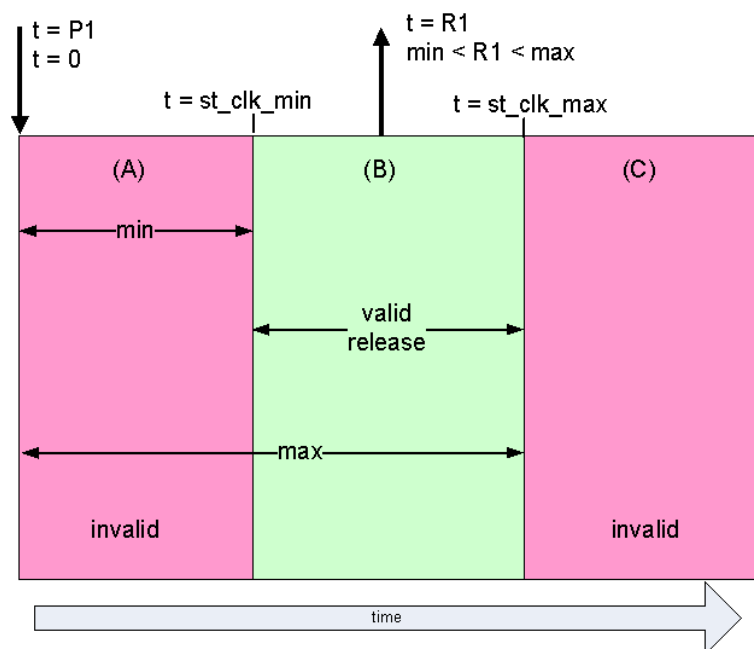 t = P1
t = 0
t = R1
min < R1 < max
t = st_clk_min
t = st_clk_max
(A)
(B)
(C)
min
valid
release
max
invalid
invalid
time